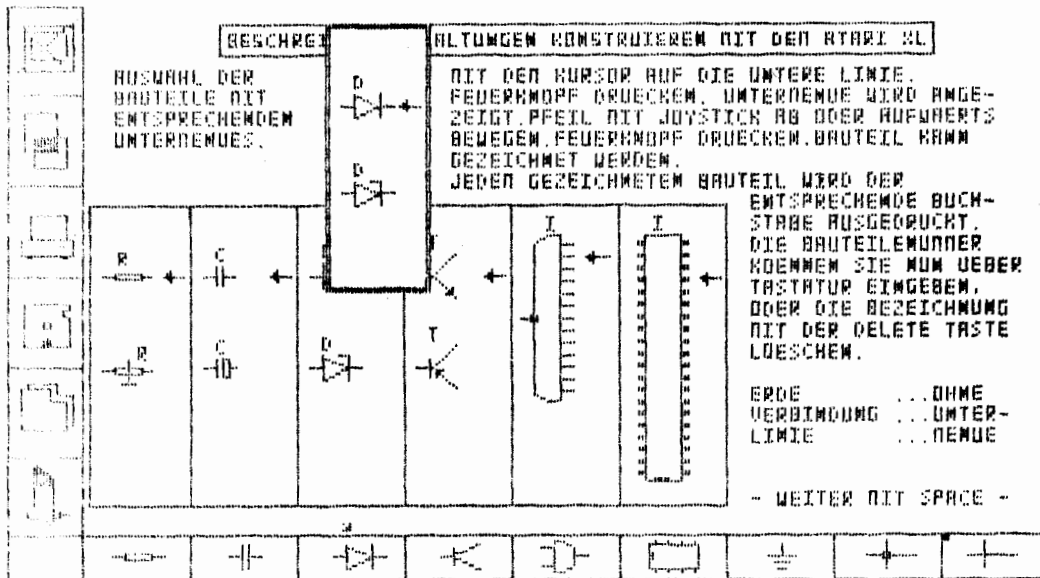 BESCHREI ALTUNGEN KONSTRUIEREN MIT DEM ATARI XL
AUSWAHL DER
BAUTEILE MIT
ENTSPRECHENDEN
UNTERMENUES.
D
D
MIT DEM KURSOR AUF DIE UNTERE LINIE.
FEUERKNOPF DRUECKEN. UNTERMENUE WIRD ANGE-
ZEIGT.PFEIL MIT JOYSTICK AB ODER AUFWAERTS
BEWEGEN.FEUERKNOPF DRUECKEN.BAUTEIL KANN
GEZEICHNET WERDEN.
JEDEM GEZEICHNETEN BAUTEIL WIRD DER
ENTSPRECHENDE BUCH-
STABE AUSGEDRUCKT.
DIE BAUTEILENUMMER
KOENNEN SIE NUN UEBER
TASTATUR EINGEBEN.
ODER DIE BEZEICHNUNG
MIT DER DELETE TASTE
LOESCHEN.
R C I I
R C D T
ERDE ...OHNE
VERBINDUNG ...UNTER-
LINIE ...MENUE
- WEITER MIT SPACE -